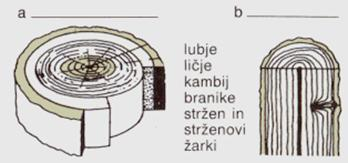 a
b
lubje
ličje
kambij
branike
stržen in
strženovi
žarki